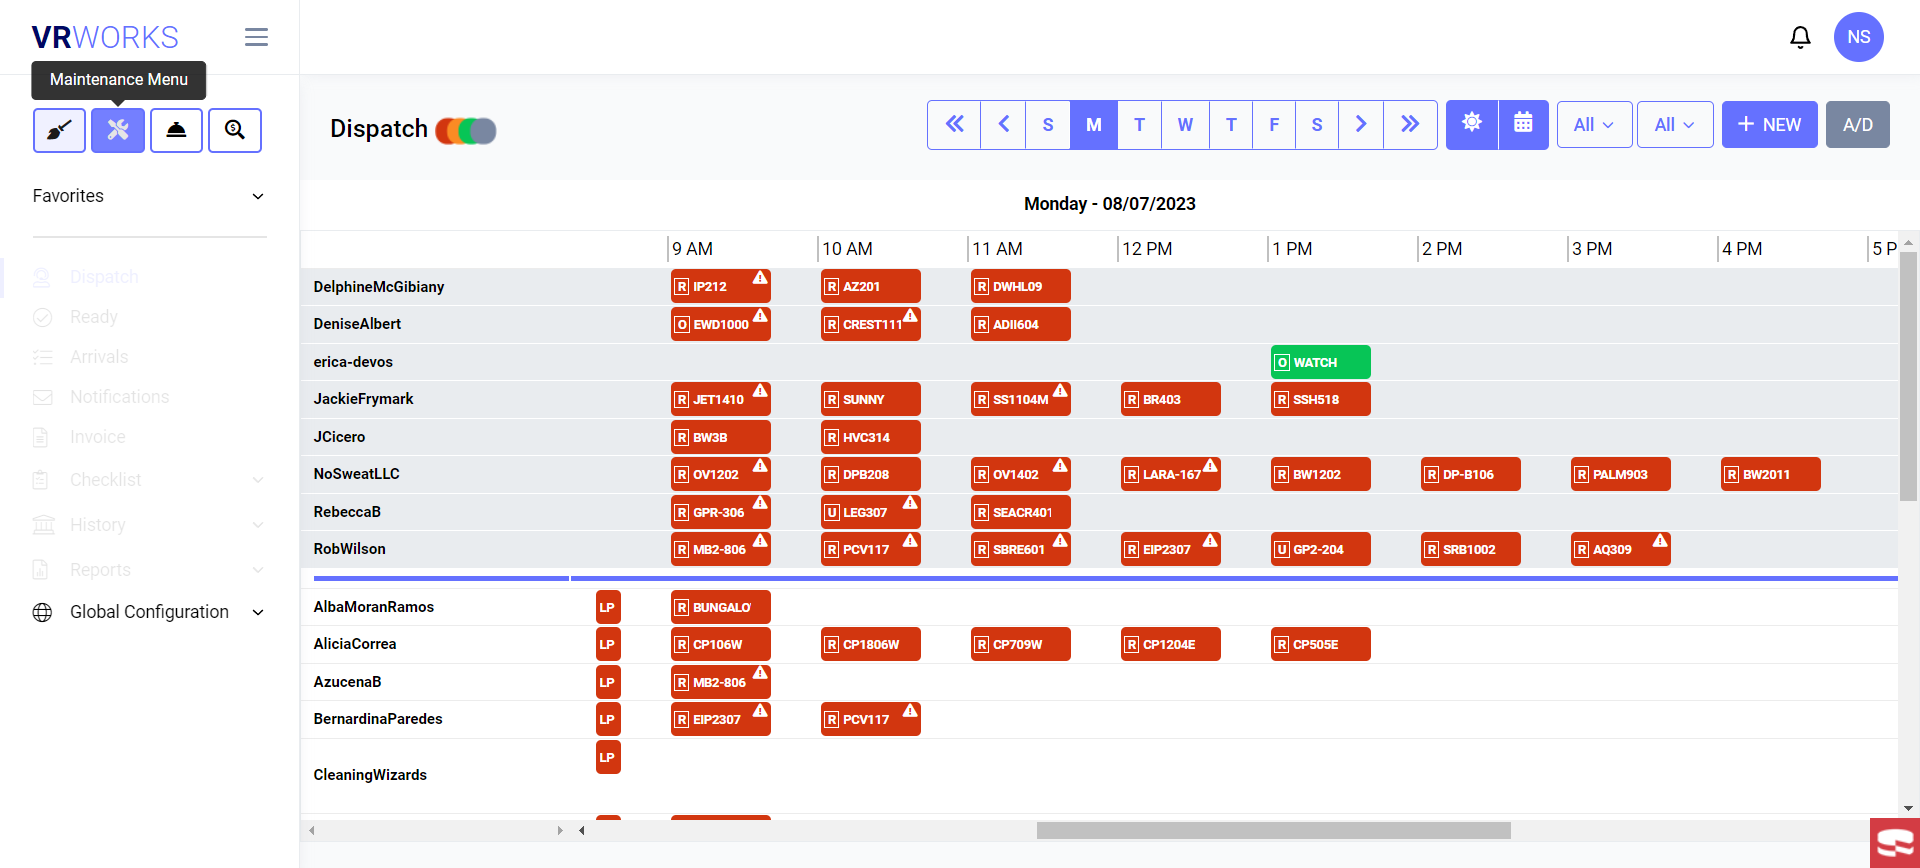 VRWORKS
NS
Maintenance Menu
Dispatch
S M T W T F S
All All + NEW A/D
Favorites
Monday - 08/07/2023
9 AM 10 AM 11 AM 12 PM 1 PM 2 PM 3 PM 4 PM 5 P
Dispatch
Ready
Arrivals
Notifications
Invoice
Checklist
History
Reports
Global Configuration
DelphineMcGibiany R IP212 R AZ201 R DWHL09
DeniseAlbert O EWD1000 R CREST111 R ADII604
erica-devos O WATCH
JackieFrymark R JET1410 R SUNNY R SS1104M R BR403 R SSH518
JCicero R BW3B R HVC314
NoSweatLLC R OV1202 R DPB208 R OV1402 R LARA-167 R BW1202 R DP-B106 R PALM903 R BW2011
RebeccaB R GPR-306 U LEG307 R SEACR401
RobWilson R MB2-806 R PCV117 R SBRE601 R EIP2307 U GP2-204 R SRB1002 R AQ309
AlbaMoranRamos LP R BUNGALO
AliciaCorrea LP R CP106W R CP1806W R CP709W R CP1204E R CP505E
AzucenaB LP R MB2-806
BernardinaParedes LP R EIP2307 R PCV117
CleaningWizards LP